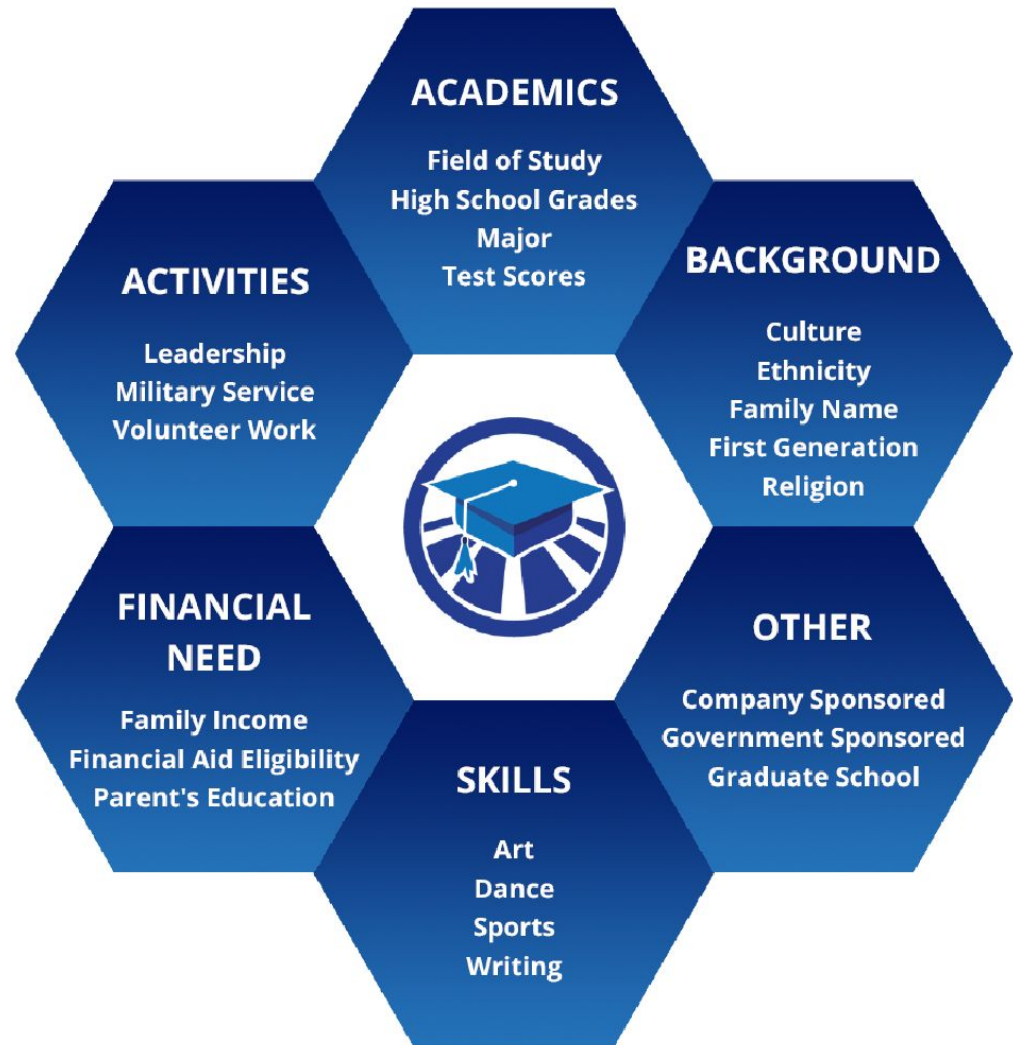 ACADEMICS
Field of Study
High School Grades
Major
Test Scores
BACKGROUND
Culture
Ethnicity
Family Name
First Generation
Religion
OTHER
Company Sponsored
Government Sponsored
Graduate School
SKILLS
Art
Dance
Sports
Writing
FINANCIAL
NEED
Family Income
Financial Aid Eligibility
Parent's Education
ACTIVITIES
Leadership
Military Service
Volunteer Work